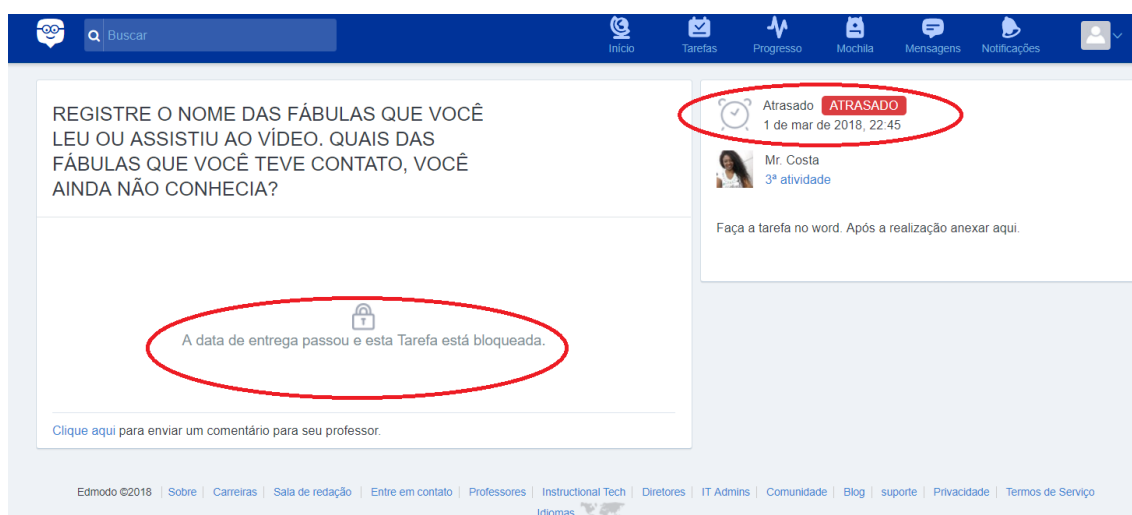 Buscar
Início
Tarefas
Progresso
Mochila
Mensagens
Notificações
REGISTRE O NOME DAS FÁBULAS QUE VOCÊ
LEU OU ASSISTIU AO VÍDEO. QUAIS DAS
FÁBULAS QUE VOCÊ TEVE CONTATO, VOCÊ
AINDA NÃO CONHECIA?
A data de entrega passou e esta Tarefa está bloqueada.
Clique aqui para enviar um comentário para seu professor.
Atrasado ATRASADO
1 de mar de 2018, 22:45
Mr. Costa
3ª atividade
Faça a tarefa no word. Após a realização anexar aqui.
Edmodo ©2018 | Sobre | Carreiras | Sala de redação | Entre em contato | Professores | Instructional Tech | Diretores | IT Admins | Comunidade | Blog | suporte | Privacidade | Termos de Serviço
Idiomas